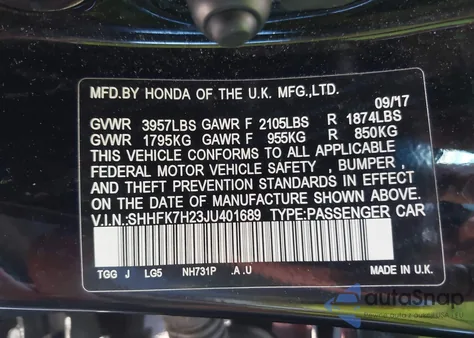 MFD.BY HONDA OF THE U.K. MFG.,LTD.
09/17
GVWR 3957LBS GAWR F 2105LBS R 1874LBS
GVWR 1795KG GAWR F 955KG R 850KG
THIS VEHICLE CONFORMS TO ALL APPLICABLE
FEDERAL MOTOR VEHICLE SAFETY , BUMPER ,
AND THEFT PREVENTION STANDARDS IN EFFECT
ON THE DATE OF MANUFACTURE SHOWN ABOVE.
V.I.N.:SHHFK7H23JU401689 TYPE:PASSENGER CAR
TGG J LG5 NH731P .A .U MADE IN U.K.
autoSnap